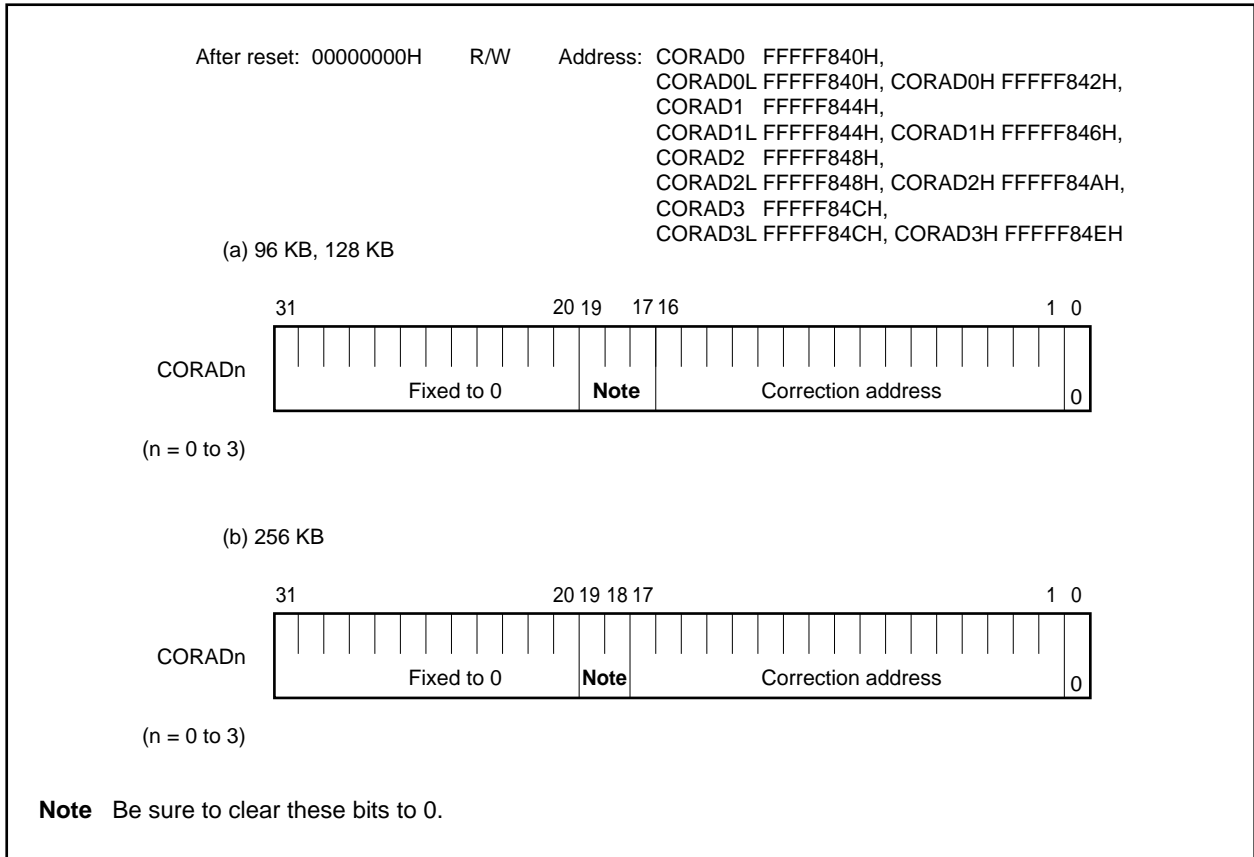 After reset: 00000000H R/W Address: CORAD0 FFFFF840H,
CORAD0L FFFFF840H, CORAD0H FFFFF842H,
CORAD1 FFFFF844H,
CORAD1L FFFFF844H, CORAD1H FFFFF846H,
CORAD2 FFFFF848H,
CORAD2L FFFFF848H, CORAD2H FFFFF84AH,
CORAD3 FFFFF84CH,
CORAD3L FFFFF84CH, CORAD3H FFFFF84EH
(a) 96 KB, 128 KB
31 20 19 17 16 1 0
CORADn
Fixed to 0 Note Correction address 0
(n = 0 to 3)
(b) 256 KB
31 20 19 18 17 1 0
CORADn
Fixed to 0 Note Correction address 0
(n = 0 to 3)
Note Be sure to clear these bits to 0.